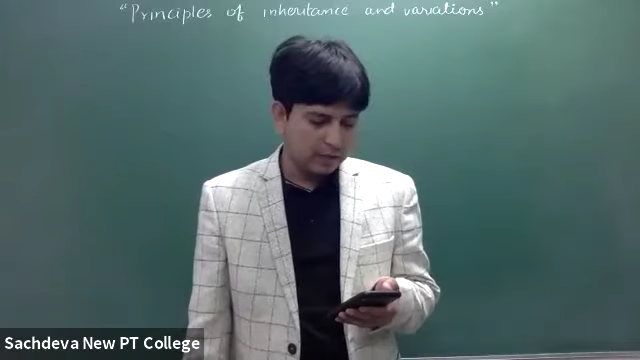 "Principles of inheritance and variations"
Sachdeva New PT College